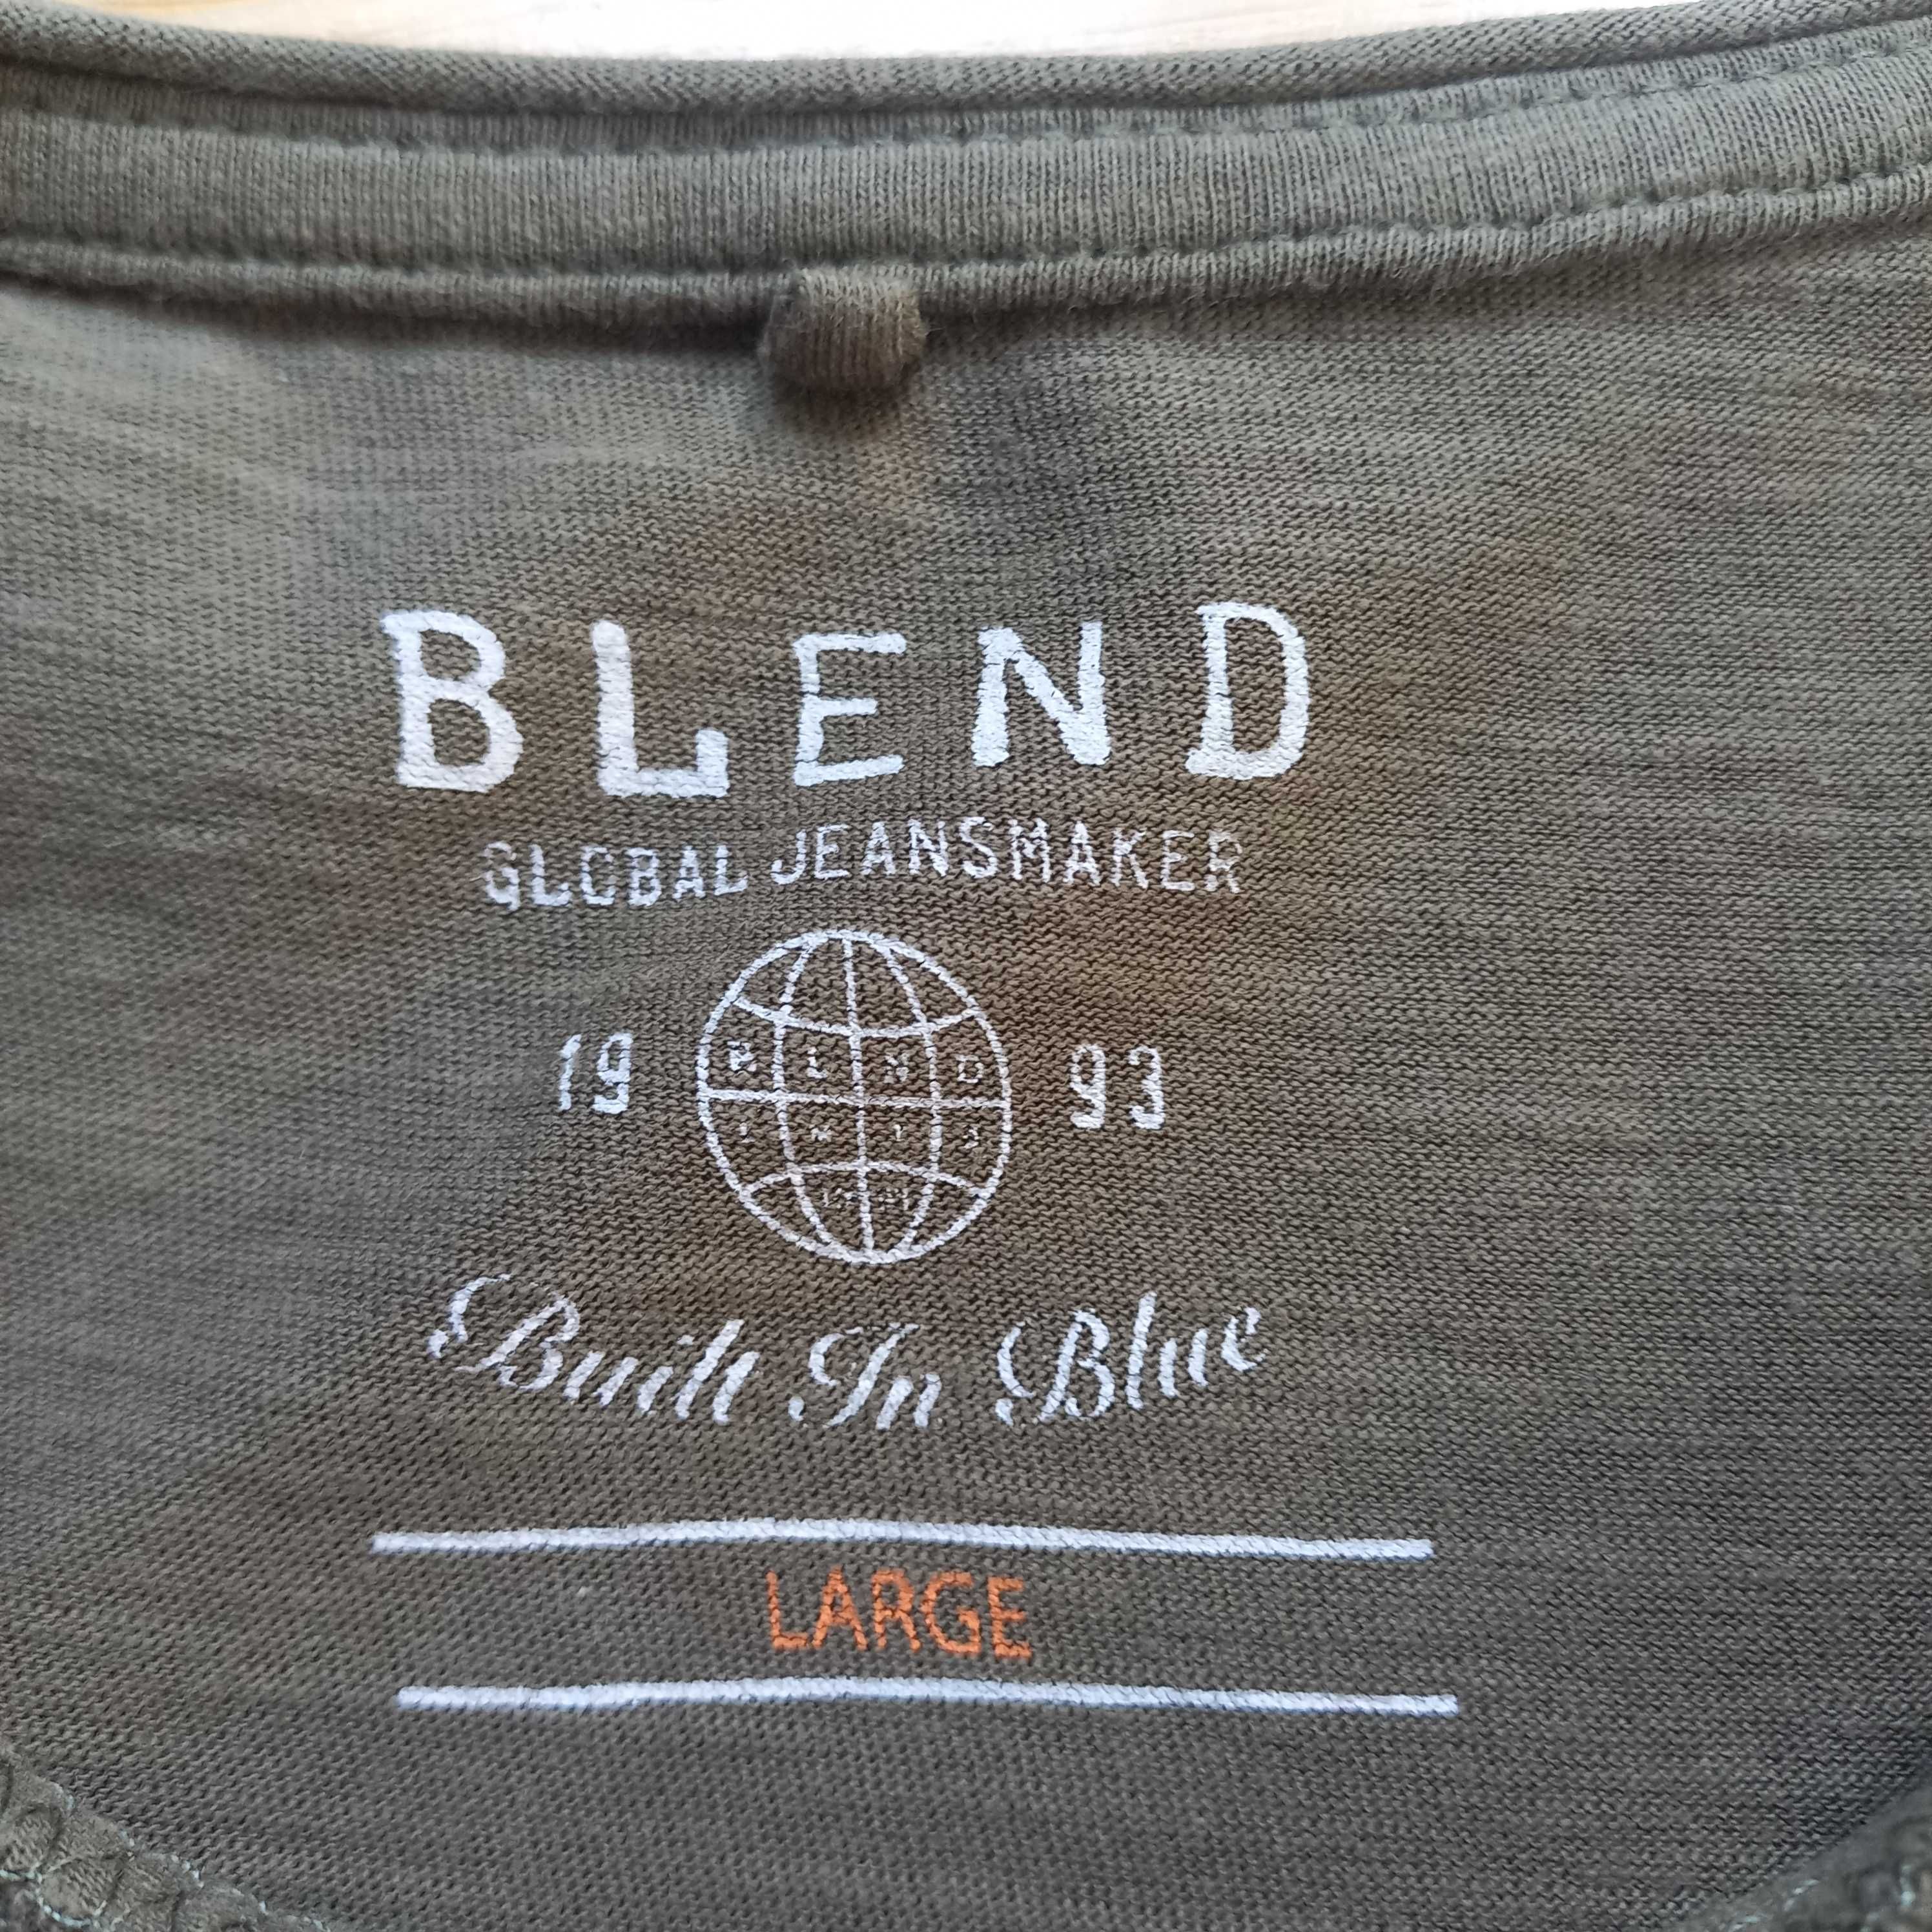 BLEND
GLOBAL JEANSMAKER
19 93
B L N D
Built In Blue
LARGE